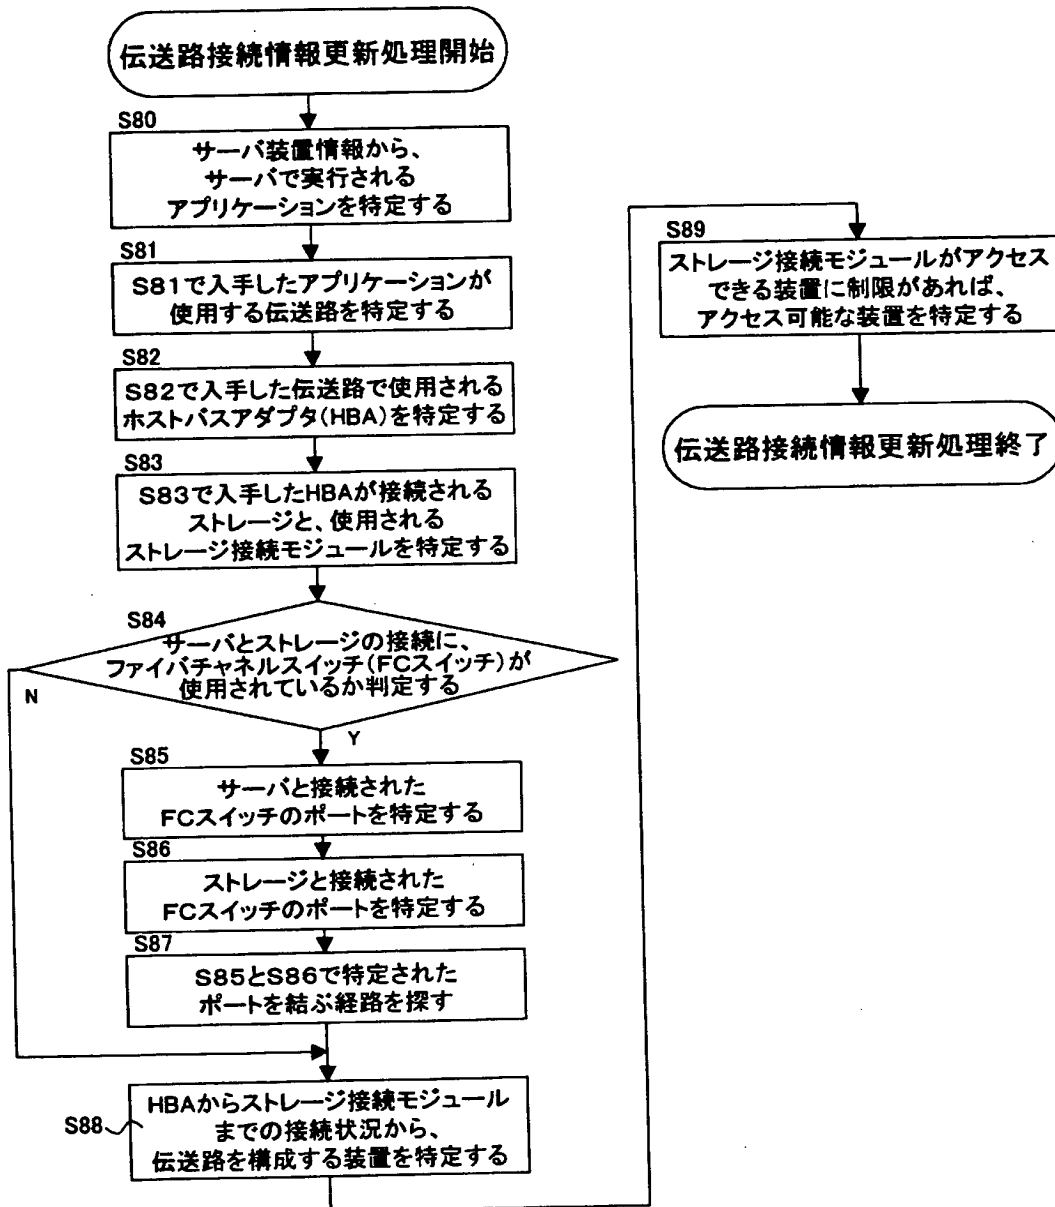 伝送路接続情報更新処理開始
S80
サーバ装置情報から、
サーバで実行される
アプリケーションを特定する
S81
S81で入手したアプリケーションが
使用する伝送路を特定する
S82
S82で入手した伝送路で使用される
ホストバスアダプタ(HBA)を特定する
S83
S83で入手したHBAが接続される
ストレージと、使用される
ストレージ接続モジュールを特定する
S84
サーバとストレージの接続に、
ファイバチャネルスイッチ(FCスイッチ)が
使用されているか判定する
N
Y
S85
サーバと接続された
FCスイッチのポートを特定する
S86
ストレージと接続された
FCスイッチのポートを特定する
S87
S85とS86で特定された
ポートを結ぶ経路を探す
S88
HBAからストレージ接続モジュール
までの接続状況から、
伝送路を構成する装置を特定する
S89
ストレージ接続モジュールがアクセス
できる装置に制限があれば、
アクセス可能な装置を特定する
伝送路接続情報更新処理終了